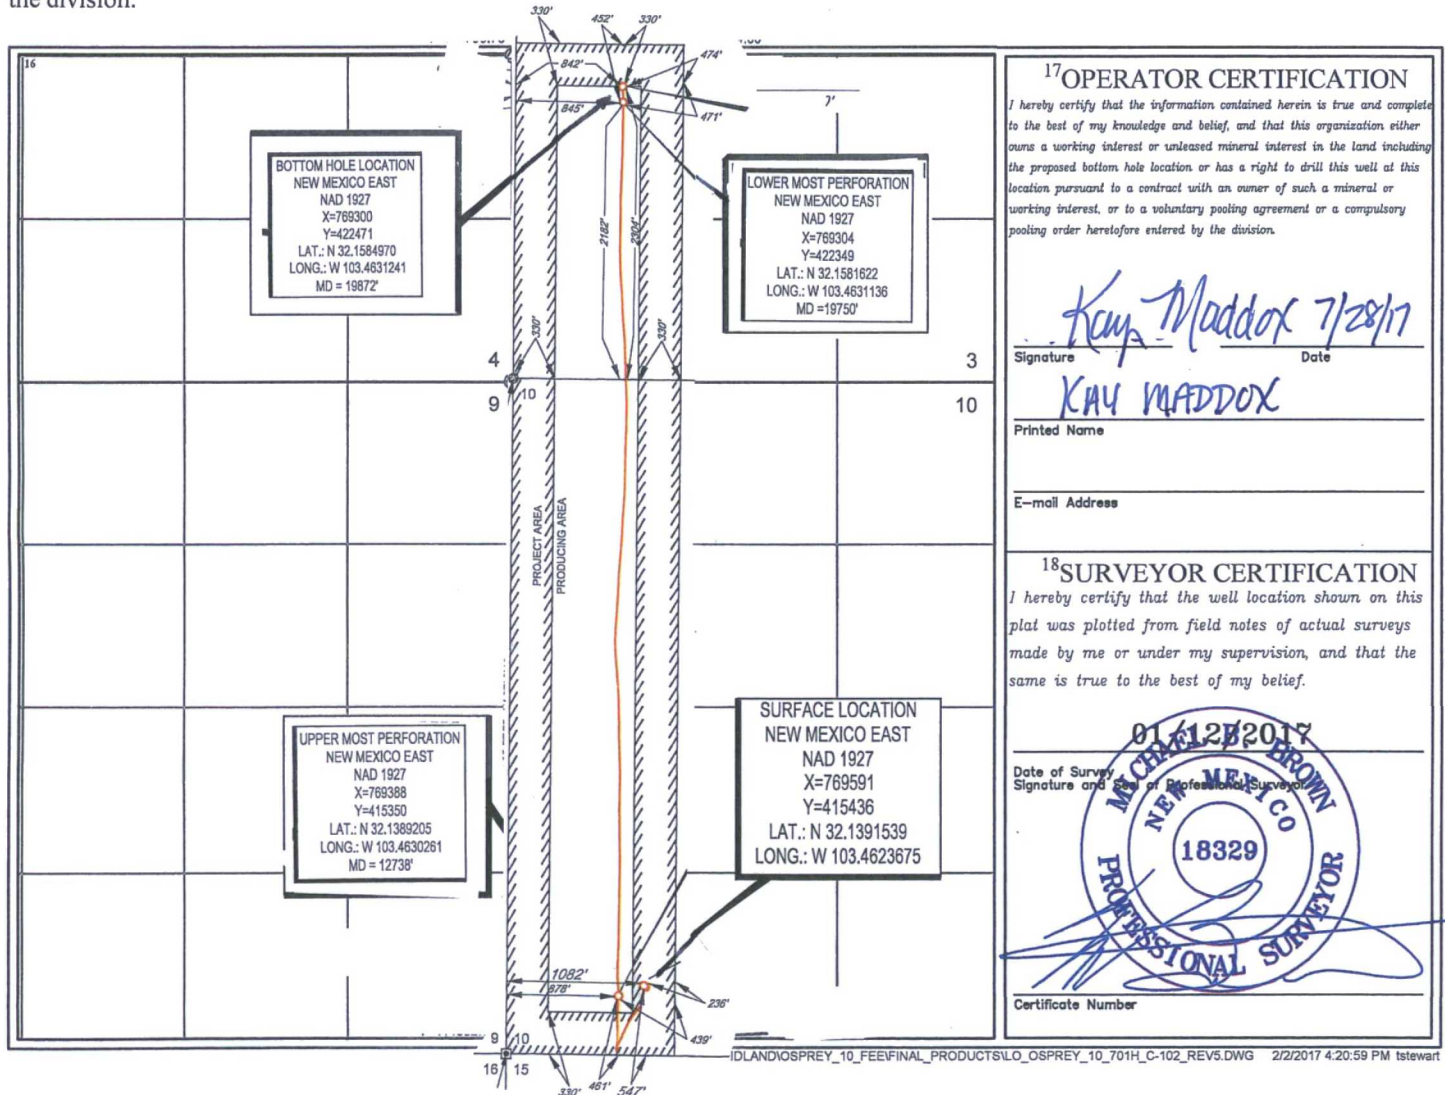 the division.
16
330'
452'
330'
842'
474'
845'
471'
7'
BOTTOM HOLE LOCATION
NEW MEXICO EAST
NAD 1927
X=769300
Y=422471
LAT.: N 32.1584970
LONG.: W 103.4631241
MD = 19872'
LOWER MOST PERFORATION
NEW MEXICO EAST
NAD 1927
X=769304
Y=422349
LAT.: N 32.1581622
LONG.: W 103.4631136
MD =19750'
2182'
2304'
330'
330'
4
3
9
10
10
PROJECT AREA
PRODUCING AREA
UPPER MOST PERFORATION
NEW MEXICO EAST
NAD 1927
X=769388
Y=415350
LAT.: N 32.1389205
LONG.: W 103.4630261
MD = 12738'
SURFACE LOCATION
NEW MEXICO EAST
NAD 1927
X=769591
Y=415436
LAT.: N 32.1391539
LONG.: W 103.4623675
1082'
878'
236'
439'
9 10
16 15
330'
461'
547'
17 OPERATOR CERTIFICATION
I hereby certify that the information contained herein is true and complete
to the best of my knowledge and belief, and that this organization either
owns a working interest or unleased mineral interest in the land including
the proposed bottom hole location or has a right to drill this well at this
location pursuant to a contract with an owner of such a mineral or
working interest, or to a voluntary pooling agreement or a compulsory
pooling order heretofore entered by the division.
Kay Maddox 7/28/17
Signature Date
KAY MADDOX
Printed Name
E-mail Address
18 SURVEYOR CERTIFICATION
I hereby certify that the well location shown on this
plat was plotted from field notes of actual surveys
made by me or under my supervision, and that the
same is true to the best of my belief.
01/12/2017
Date of Survey
Signature and Seal of Professional Surveyor
MICHAEL B. BROWN
NEW MEXICO
18329
PROFESSIONAL SURVEYOR
Certificate Number
IDLAND\OSPREY_10_FEE\FINAL_PRODUCTS\LO_OSPREY_10_701H_C-102_REV5.DWG 2/2/2017 4:20:59 PM tstewart